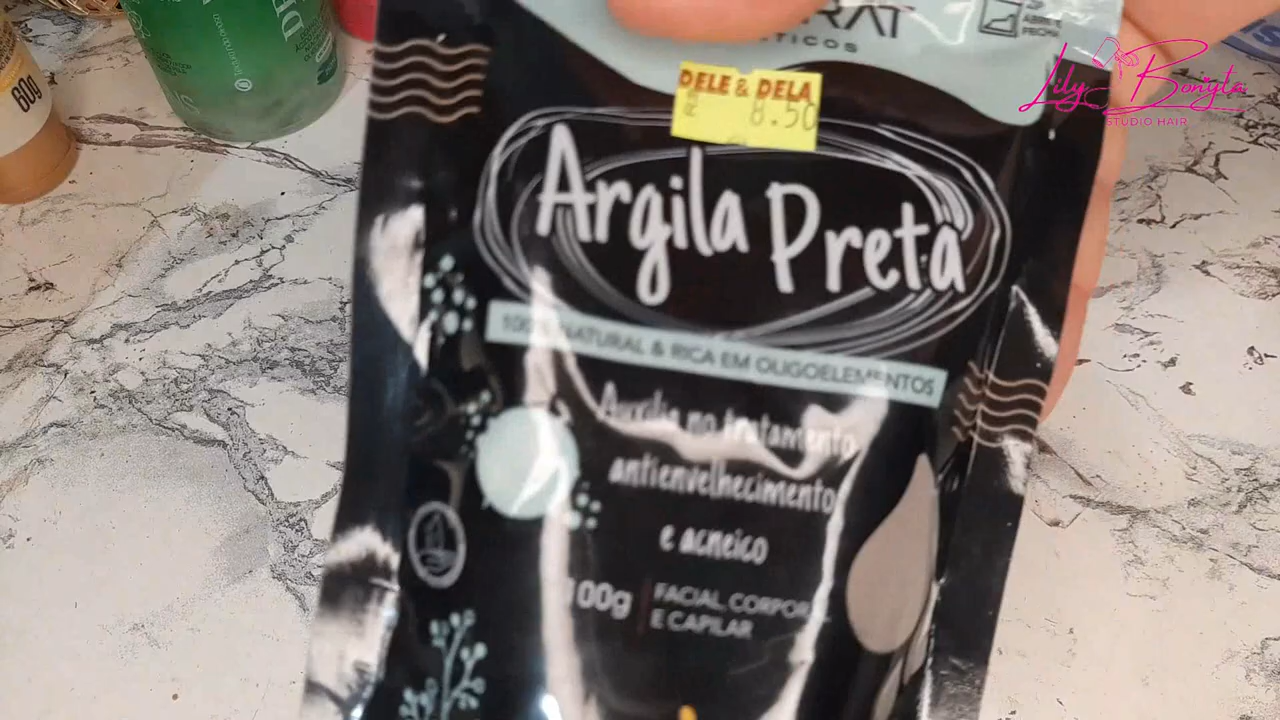 DELE & DELA
8.50
Argila Preta
100% NATURAL & RICA EM OLIGOELEMENTOS
Auxilia no tratamento
antienvelhecimento
e acneico
100g
FACIAL, CORPORAL
E CAPILAR
60g
Lily Bonyta
STUDIO HAIR